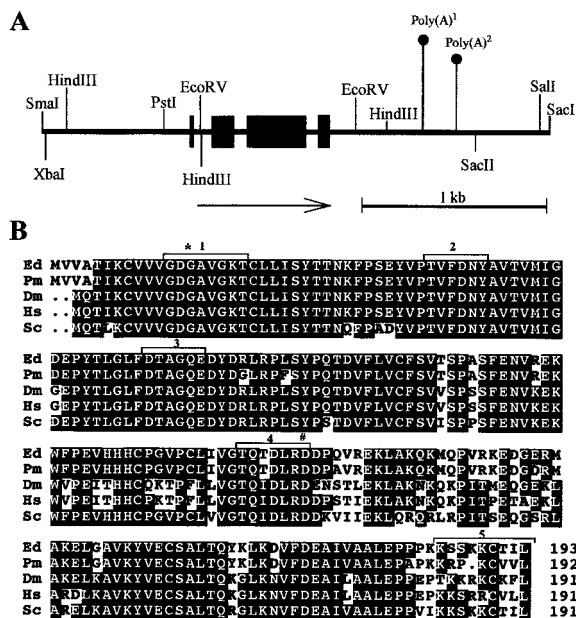 A
Poly(A)1
Poly(A)2
HindIII
EcoRV
EcoRV
SalI
SmaI
PstI
HindIII
SacI
XbaI
HindIII
SacII
1 kb
B
* 1 2
Ed MVVATIKCVVVGDGAVGKTCLLISYTTNKFPSEYVPTVFDNYAVTVMIG
Pm MVVATIKCVVVGDGAVGKTCLLISYTTNKFPSEYVPTVFDNYAVTVMIG
Dm ..MQTIKCVVVGDGAVGKTCLLISYTTNKFPSEYVPTVFDNYAVTVMIG
Hs ..MQTIKCVVVGDGAVGKTCLLISYTTNKFPSEYVPTVFDNYAVTVMIG
Sc ..MQTLKCVVVGDGAVGKTCLLISYTTNQFPADYVPTVFDNYAVTVMIG
3
Ed DEPYTLGLFDTAGQEDYDRLRPLSYPQTDVFLVCFSVTSPASFENVREK
Pm DEPYTLGLFDTAGQEDYDGLRPFSYPQTDVFLVCFSVTSPASFENVREK
Dm GEPYTLGLFDTAGQEDYDRLRPLSYPQTDVFLVCFSVVSPSSFENVKEK
Hs GEPYTLGLFDTAGQEDYDRLRPLSYPQTDVFLVCFSVVSPSSFENVKEK
Sc DEPYTLGLFDTAGQEDYDRLRPLSYPSTDVFLVCFSVISPPSFENVKEK
4 #
Ed WFPEVHHHCPGVPCLIVGTQTDLRDDPQVREKLAKQKMQPVRKEDGERM
Pm WFPEVHHHCPGVPCLIVGTQTDLRDDPAVREKLAKQKMQPVRKEDGDRM
Dm WVPEITHHCQKTPFLLVGTQIDLRDENSTLEKLAKNKQKPITMEQGEKL
Hs WVPEITHHCPKTPFLLVGTQIDLRDDPSTIEKLAKNKQKPITPETAEKL
Sc WFPEVHHHCPGVPCLVVGTQIDLRDDKVIIEKLQRQRLRPITSEQGSRL
5
Ed AKELGAVKYVECSALTQYKLKDVFDEAIVAALEPPPKKSSKKCTIL 193
Pm AKELGAVKYVECSALTQYKLKDVFDEAIVAALEPPAPKKRP.KCVVL 192
Dm AKELKAVKYVECSALTQKGLKNVFDEAILAALEPPEPTKKRKCKFL 191
Hs ARDLKAVKYVECSALTQRGLKNVFDEAILAALEPPEPKKSRRCVLL 191
Sc ARELKAVKYVECSALTQRGLKNVFDEAIVAALEPPVIKKSKKCTIL 191